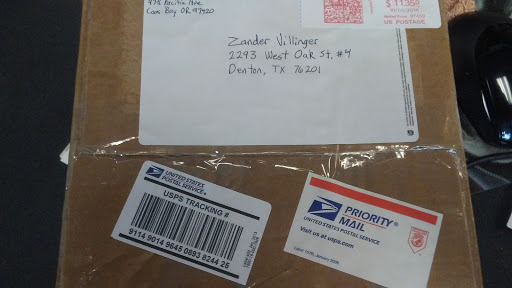 Coos Bay OR 97420
US POSTAGE
Zander Villinger
2293 West Oak St. #4
Denton, TX 76201
UNITED STATES
POSTAL SERVICE
USPS TRACKING #
9114 9014 9645 0893 8244 25
PRIORITY
MAIL
UNITED STATES POSTAL SERVICE
Visit us at usps.com